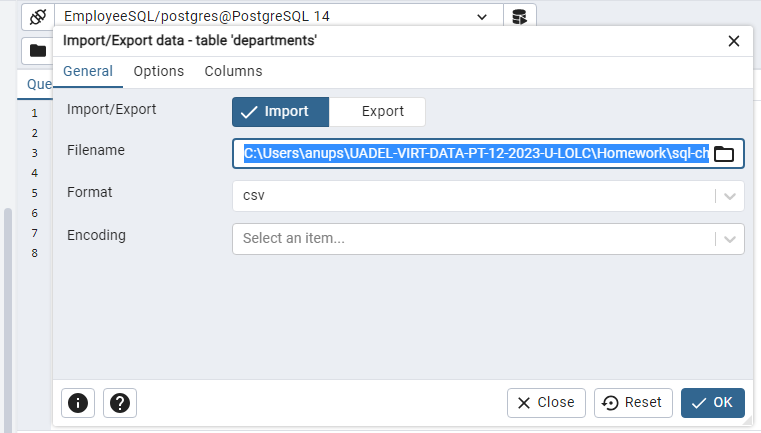 EmployeeSQL/postgres@PostgreSQL 14
Import/Export data - table 'departments'
General Options Columns
Que
Import/Export Import Export
Filename C:\Users\anups\UADEL-VIRT-DATA-PT-12-2023-U-LOLC\Homework\sql-ch
Format csv
Encoding Select an item...
1
2
3
4
5
6
7
8
Close Reset OK